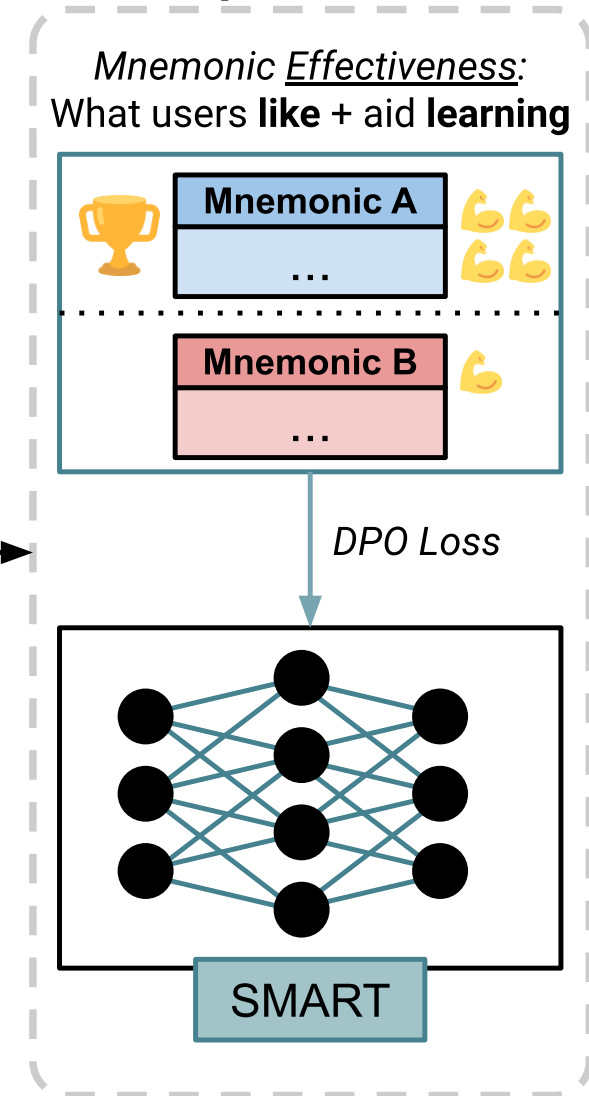 Mnemonic Effectiveness:
What users like + aid learning
Mnemonic A
...
Mnemonic B
...
DPO Loss
SMART